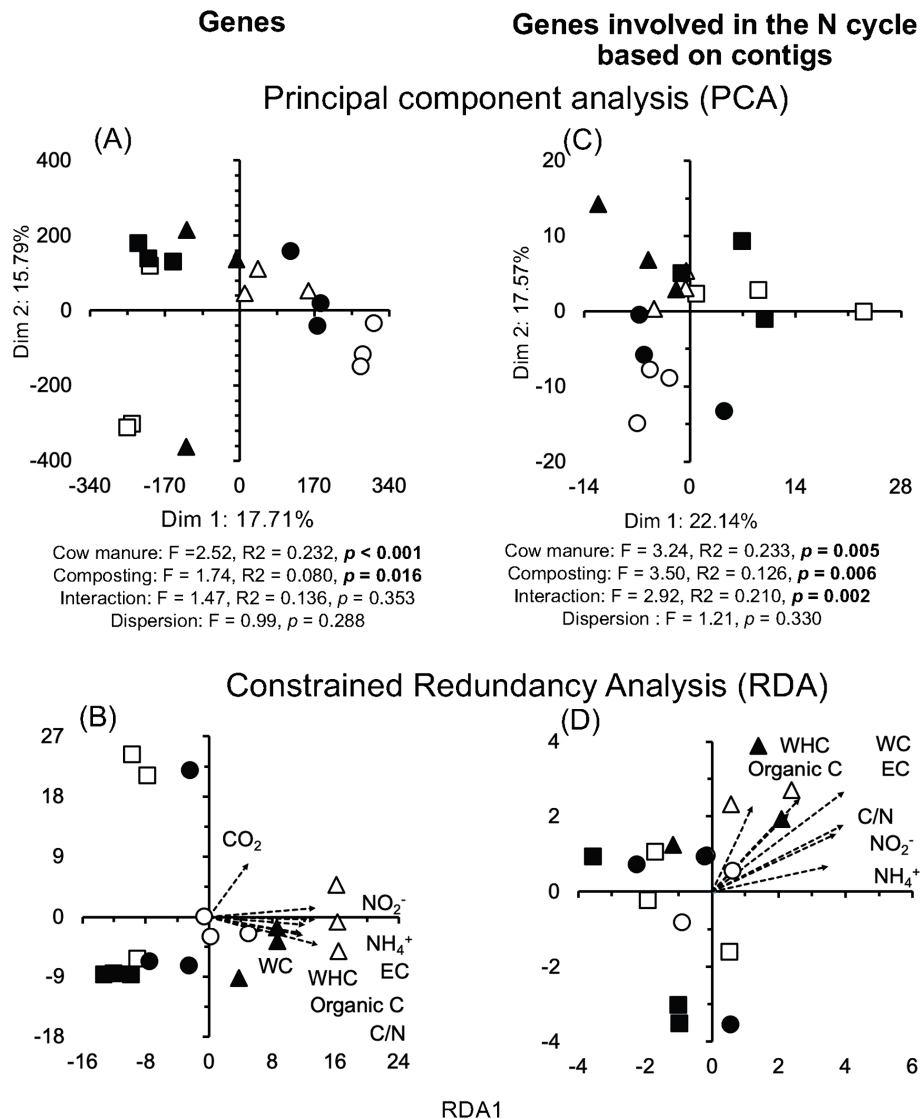 Genes
Genes involved in the N cycle
based on contigs
Principal component analysis (PCA)
(A)
400
200
0
-200
-400
-340 -170 0 170 340
Dim 2: 15.79%
Dim 1: 17.71%
Cow manure: F =2.52, R2 = 0.232, p < 0.001
Composting: F = 1.74, R2 = 0.080, p = 0.016
Interaction: F = 1.47, R2 = 0.136, p = 0.353
Dispersion: F = 0.99, p = 0.288
(C)
20
10
0
-10
-20
-14 0 14 28
Dim 2: 17.57%
Dim 1: 22.14%
Cow manure: F = 3.24, R2 = 0.233, p = 0.005
Composting: F = 3.50, R2 = 0.126, p = 0.006
Interaction: F = 2.92, R2 = 0.210, p = 0.002
Dispersion : F = 1.21, p = 0.330
Constrained Redundancy Analysis (RDA)
(B)
27
18
9
0
-9
-18
-16 -8 0 8 16 24
CO₂
NO₂⁻
NH₄⁺
WC
EC
WHC
Organic C
C/N
(D)
4
2
0
-2
-4
-4 -2 0 2 4 6
WHC
WC
Organic C
EC
C/N
NO₂⁻
NH₄⁺
RDA1